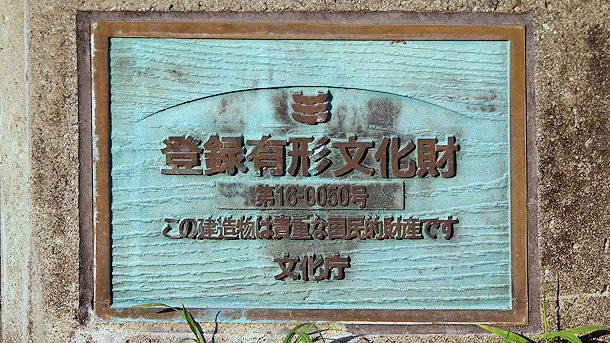 登録有形文化財
第16-0050号
この建造物は貴重な国民的財産です
文化庁